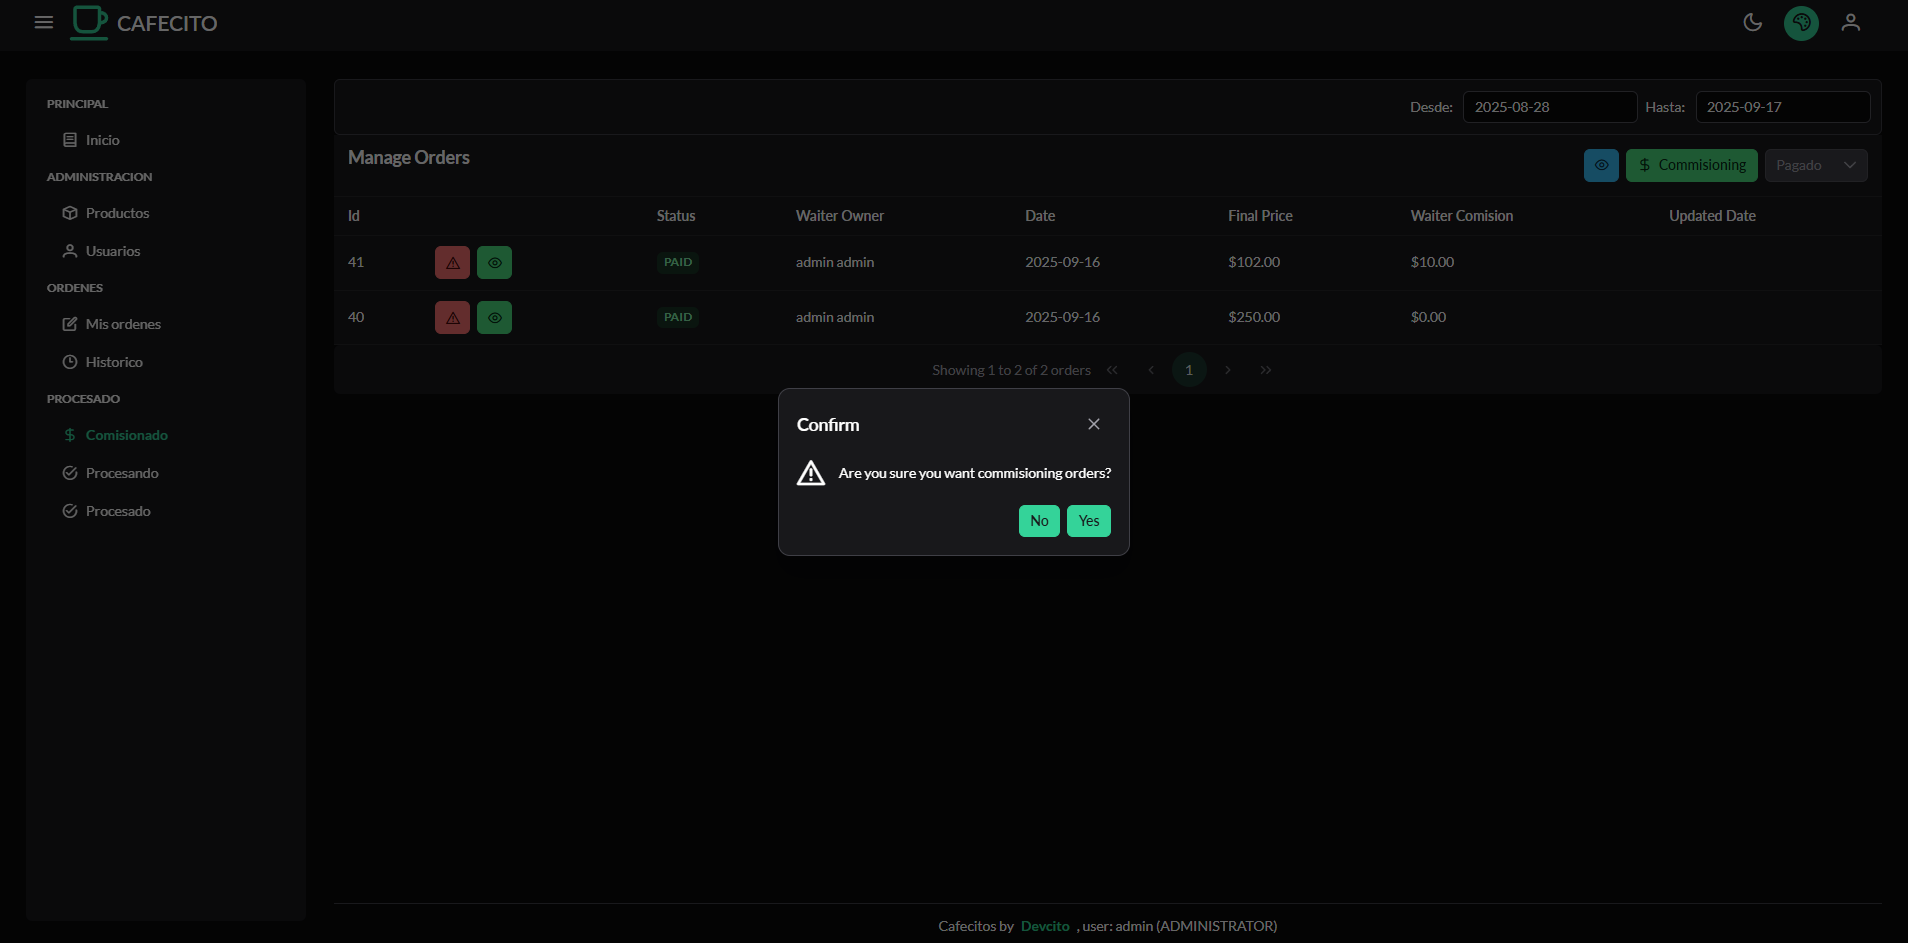 CAFECITO
PRINCIPAL
Inicio
ADMINISTRACION
Productos
Usuarios
ORDENES
Mis ordenes
Historico
PROCESADO
Comisionado
Procesando
Procesado
Desde: 2025-08-28 Hasta: 2025-09-17
Manage Orders
$ Commisioning Pagado
Id Status Waiter Owner Date Final Price Waiter Comision Updated Date
41 PAID admin admin 2025-09-16 $102.00 $10.00
40 PAID admin admin 2025-09-16 $250.00 $0.00
Showing 1 to 2 of 2 orders « ‹ 1 › »
Confirm
Are you sure you want commisioning orders?
No Yes
Cafecitos by Devcito , user: admin (ADMINISTRATOR)